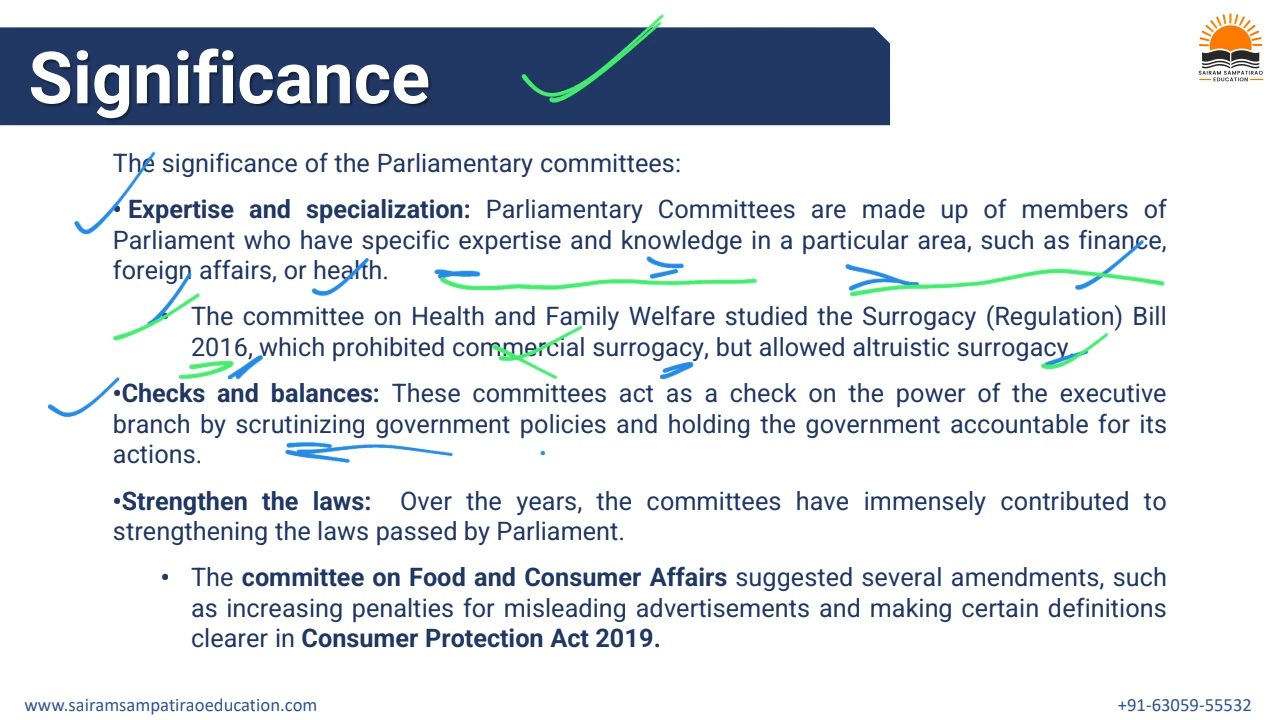 Significance
SAIRAM SAMPATIRAO
EDUCATION
The significance of the Parliamentary committees:
• Expertise and specialization: Parliamentary Committees are made up of members of
Parliament who have specific expertise and knowledge in a particular area, such as finance,
foreign affairs, or health.
• The committee on Health and Family Welfare studied the Surrogacy (Regulation) Bill
2016, which prohibited commercial surrogacy, but allowed altruistic surrogacy.
•Checks and balances: These committees act as a check on the power of the executive
branch by scrutinizing government policies and holding the government accountable for its
actions.
•Strengthen the laws: Over the years, the committees have immensely contributed to
strengthening the laws passed by Parliament.
• The committee on Food and Consumer Affairs suggested several amendments, such
as increasing penalties for misleading advertisements and making certain definitions
clearer in Consumer Protection Act 2019.
www.sairamsampatiraoeducation.com
+91-63059-55532